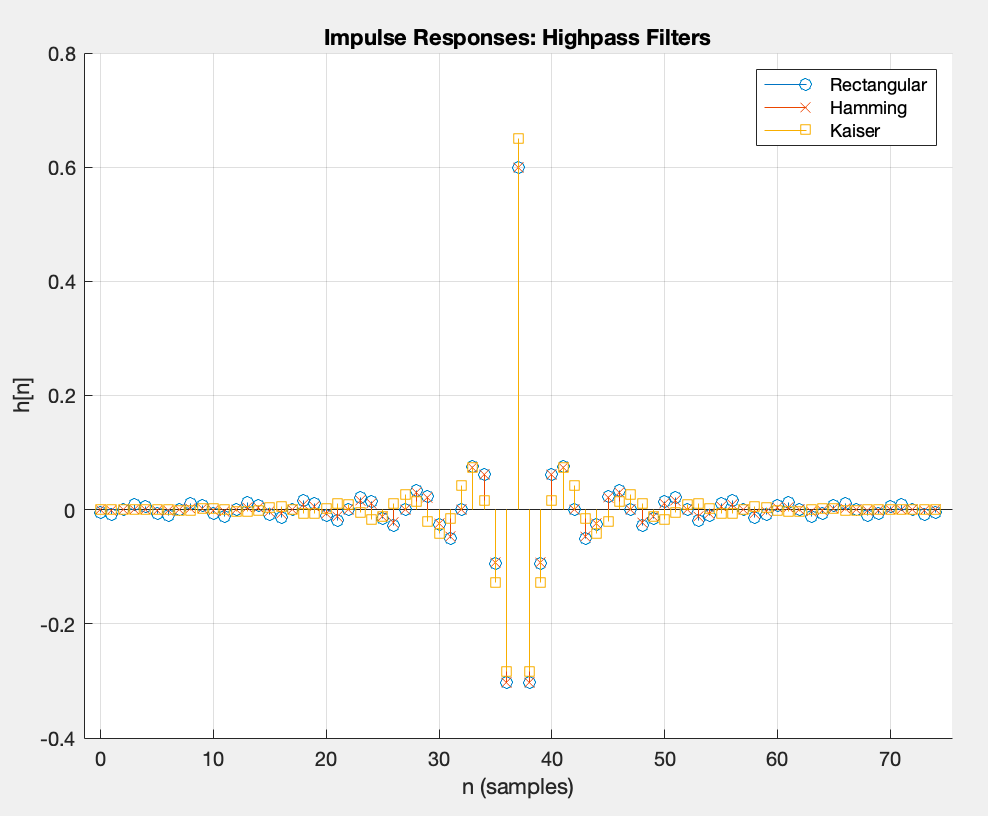 Impulse Responses: Highpass Filters
Rectangular
Hamming
Kaiser
0.8
0.6
0.4
0.2
0
-0.2
-0.4
h[n]
0 10 20 30 40 50 60 70
n (samples)